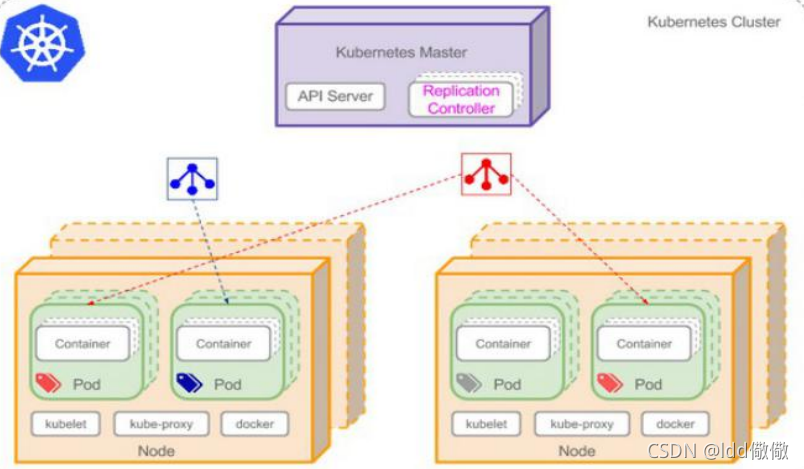 Kubernetes Cluster
Kubernetes Master
API Server
Replication
Controller
Container
Container
Container
Container
Pod
Pod
Pod
Pod
kubelet
kube-proxy
docker
kubelet
kube-proxy
docker
Node
Node
CSDN @ldd儆儆